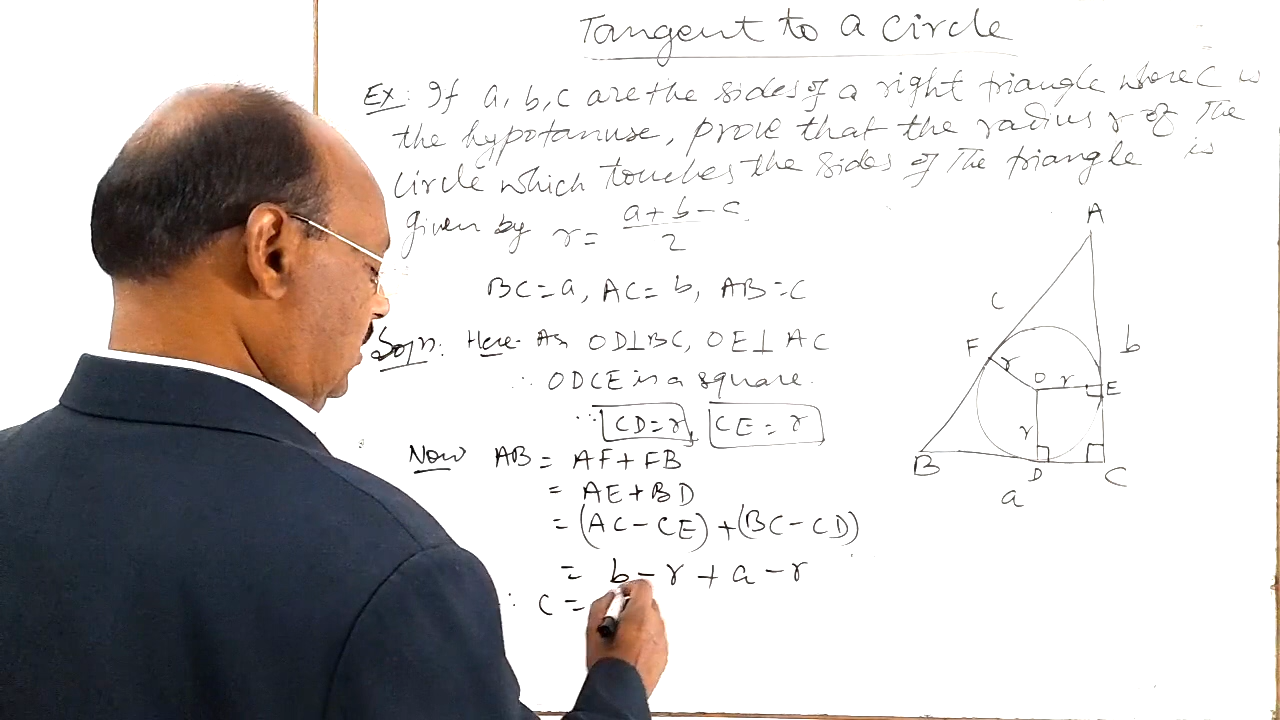 Tangent to a circle
Ex: If a, b, c are the sides of a right triangle where c is
the hypotanuse, prove that the radius r of The
circle which touches the sides of The triangle is
given by r = a+b-c / 2
BC = a, AC = b, AB = c
Soln: Here As OD⊥BC, OE⊥AC
∴ ODCE is a square.
∴ CD = r, CE = r
Now AB = AF + FB
= AE + BD
= (AC - CE) + (BC - CD)
= b - r + a - r
∴ c =
A
c
b
F
r
O
r
E
r
B
D
C
a